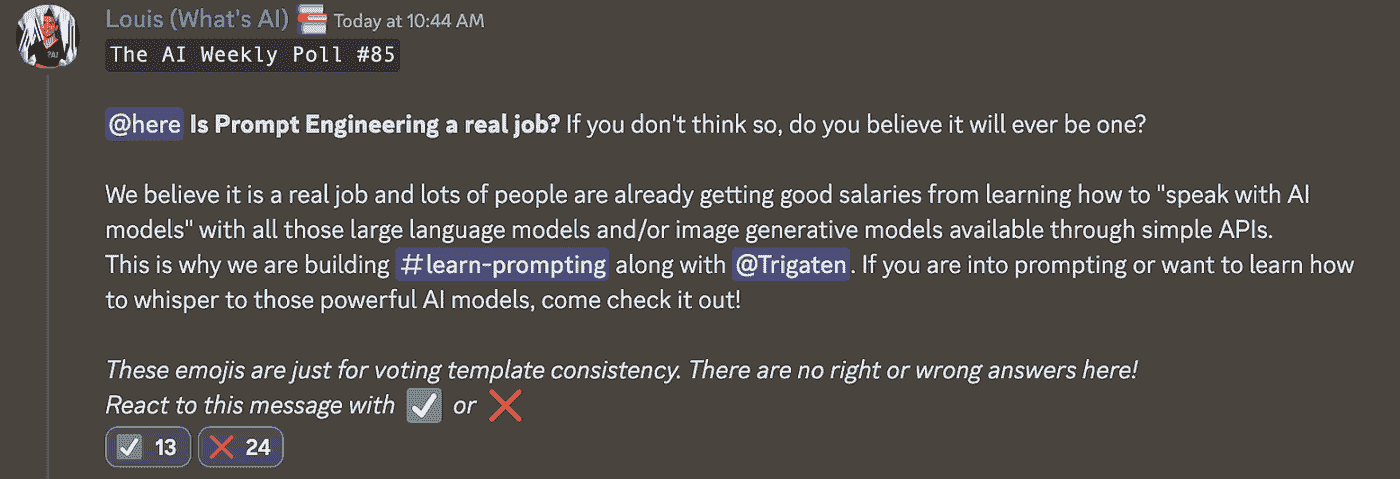 Louis (What's AI) Today at 10:44 AM
The AI Weekly Poll #85
@here Is Prompt Engineering a real job? If you don't think so, do you believe it will ever be one?
We believe it is a real job and lots of people are already getting good salaries from learning how to "speak with AI
models" with all those large language models and/or image generative models available through simple APIs.
This is why we are building #learn-prompting along with @Trigaten. If you are into prompting or want to learn how
to whisper to those powerful AI models, come check it out!
These emojis are just for voting template consistency. There are no right or wrong answers here!
React to this message with ✅ or ❌
✅ 13 ❌ 24